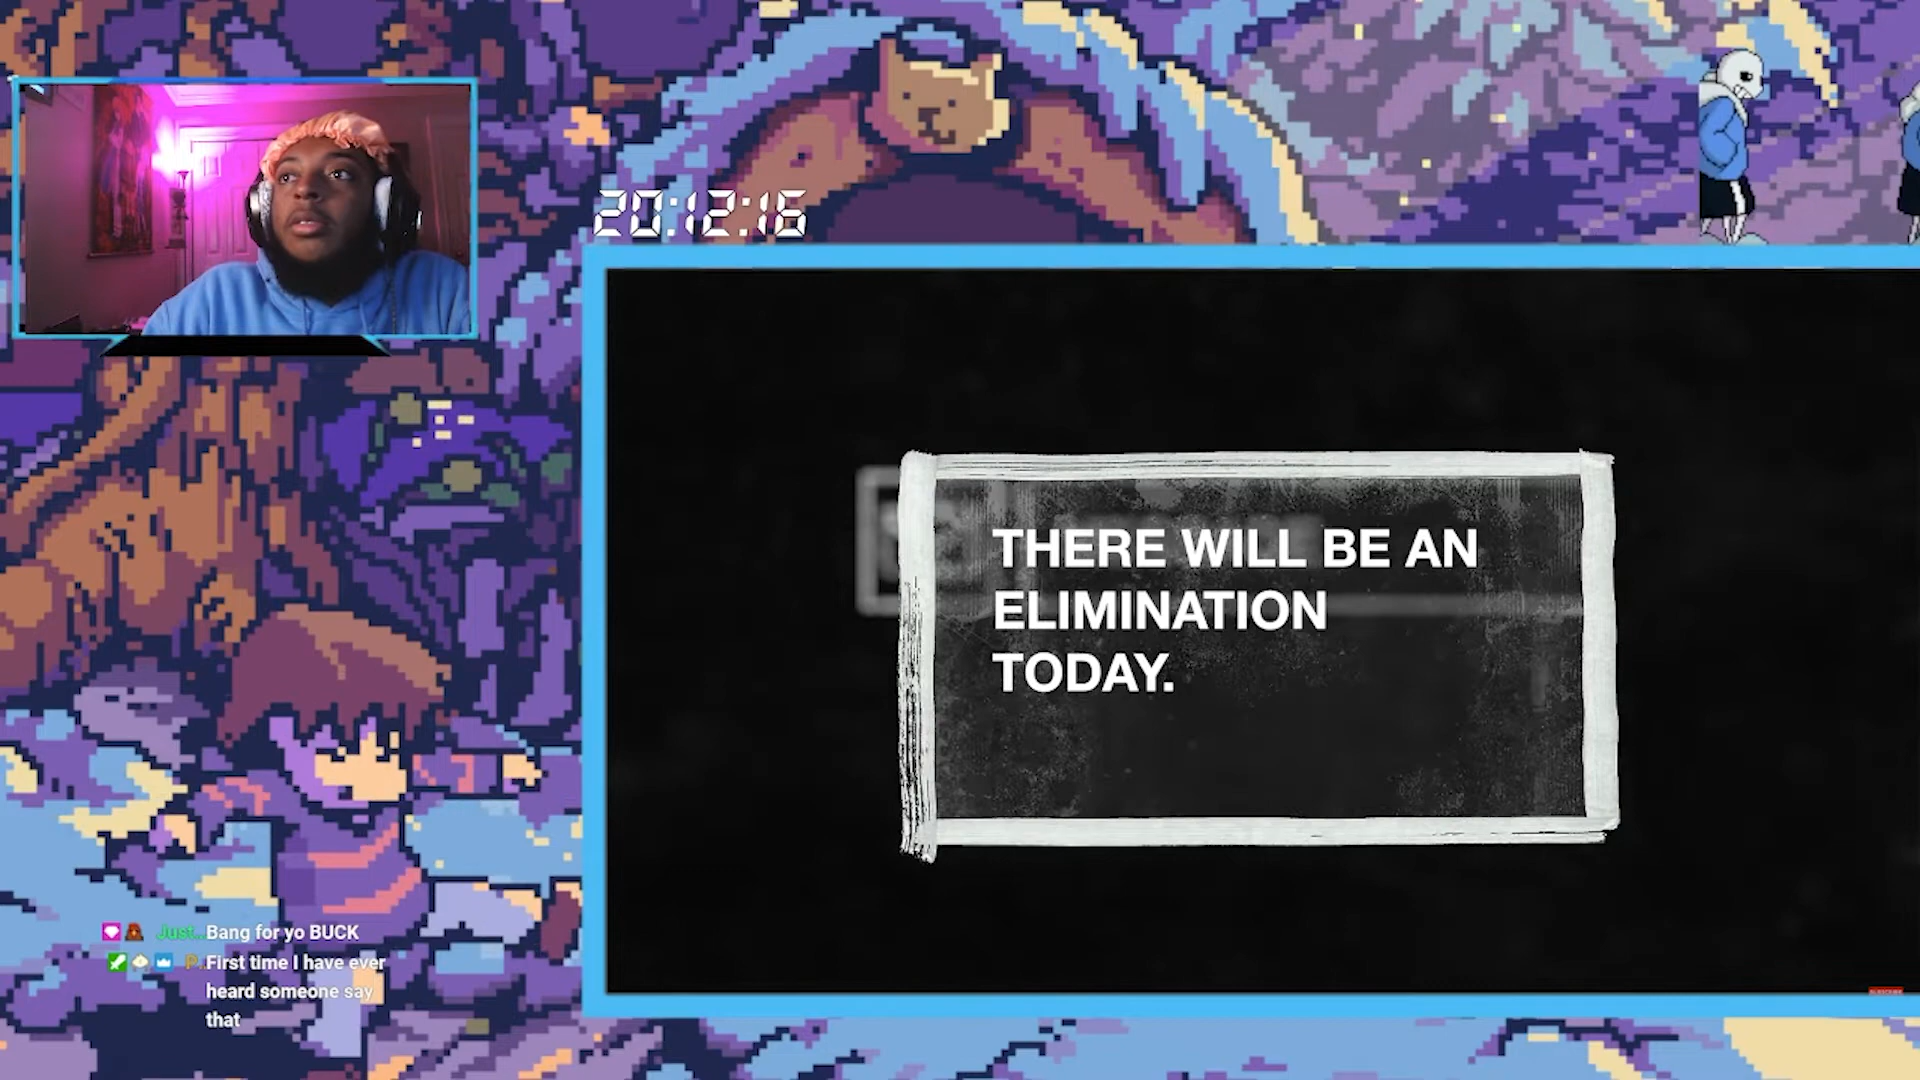 20:12:16
THERE WILL BE AN
ELIMINATION
TODAY.
Just... Bang for yo BUCK
P... First time I have ever
heard someone say
that